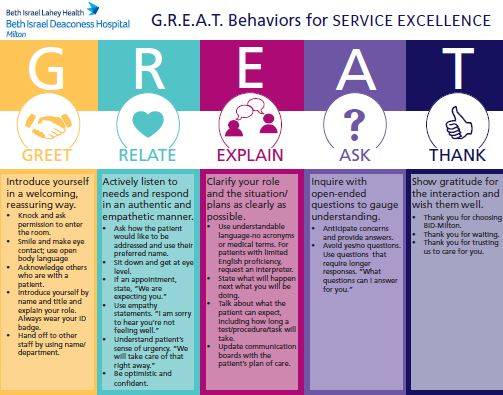 Beth Israel Lahey Health
Beth Israel Deaconess Hospital
Milton
G.R.E.A.T. Behaviors for SERVICE EXCELLENCE
G
GREET
Introduce yourself
in a welcoming,
reassuring way.
• Knock and ask
permission to enter
the room.
• Smile and make eye
contact; use open
body language
• Acknowledge others
who are with a
patient.
• Introduce yourself by
name and title and
explain your role.
Always wear your ID
badge.
• Hand off to other
staff by using name/
department.
R
RELATE
Actively listen to
needs and respond
in an authentic and
empathetic manner.
• Ask how the patient
would like to be
addressed and use their
preferred name.
• Sit down and get at eye
level.
• If an appointment,
state, “We are
expecting you.”
• Use empathy
statements. “I am sorry
to hear you’re not
feeling well.”
• Understand patient’s
sense of urgency. “We
will take care of that
right away.”
• Be optimistic and
confident.
E
EXPLAIN
Clarify your role
and the situation/
plans as clearly as
possible.
• Use understandable
language-no acronyms
or medical terms. For
patients with limited
English proficiency,
request an interpreter.
• State what will happen
next what you will be
doing.
• Talk about what the
patient can expect,
including how long a
test/procedure/task will
take.
• Update communication
boards with the
patient’s plan of care.
A
?
ASK
Inquire with
open-ended
questions to gauge
understanding.
• Anticipate concerns
and provide answers.
• Avoid yes/no questions.
Use questions that
require longer
responses. “What
questions can I answer
for you.”
T
THANK
Show gratitude for
the interaction and
wish them well.
• Thank you for choosing
BID-Milton.
• Thank you for waiting.
• Thank you for trusting
us to care for you.